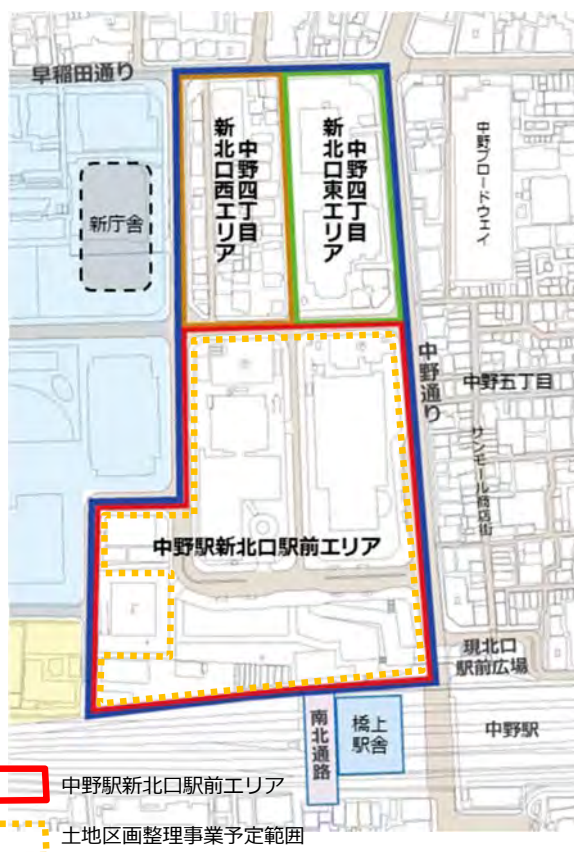 早稲田通り
中野四丁目
新北口西エリア
中野四丁目
新北口東エリア
中野ブロードウェイ
新庁舎
中野通り
中野五丁目
サンモール商店街
中野駅新北口駅前エリア
現北口
駅前広場
南北通路
橋上
駅舎
中野駅
中野駅新北口駅前エリア
土地区画整理事業予定範囲